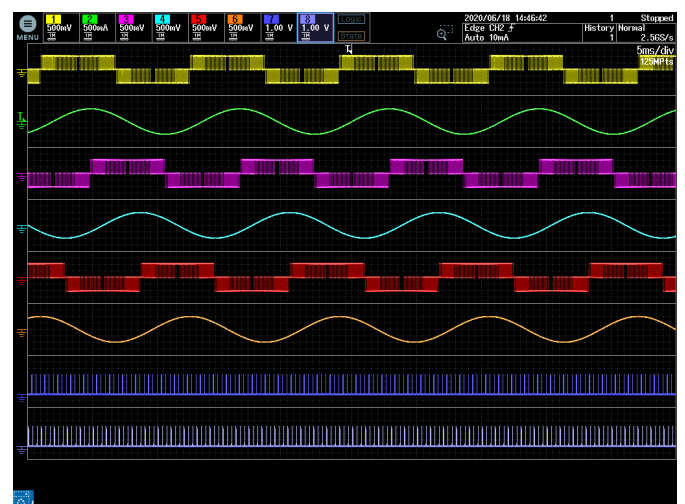 MENU
1 500mV 1M
2 500mA 1M
3 500mV 1M
4 500mV 1M
5 500mV 1M
6 500mV 1M
7 1.00 V 1M
8 1.00 V 1M
Logic
State
2020/06/18 14:46:42 1 Stopped
Edge CH2 History Normal
Auto 10mA 1 2.5GS/s
5ms/div
125MPts
T
T